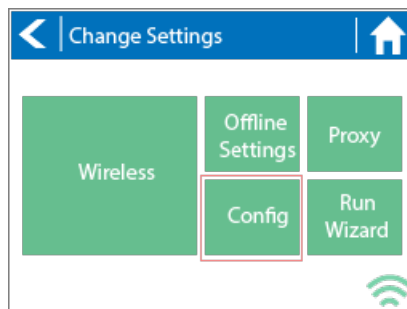 Change Settings
Wireless
Offline
Settings
Proxy
Config
Run
Wizard